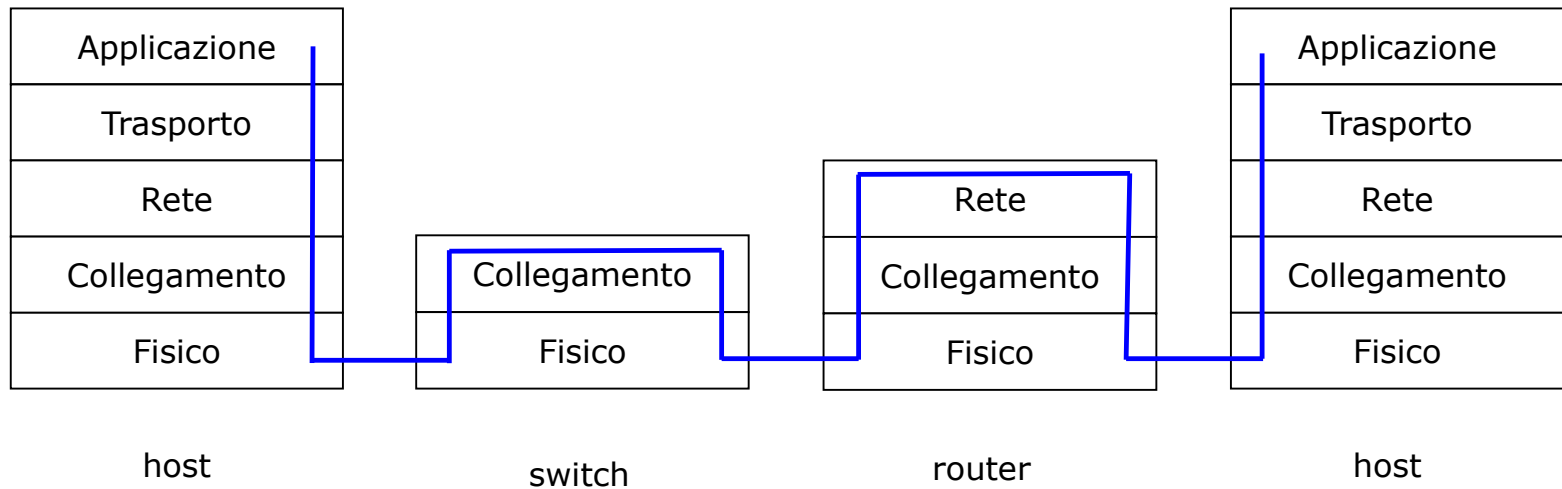 Applicazione
Trasporto
Rete
Collegamento
Fisico
host
Collegamento
Fisico
switch
Rete
Collegamento
Fisico
router
Applicazione
Trasporto
Rete
Collegamento
Fisico
host